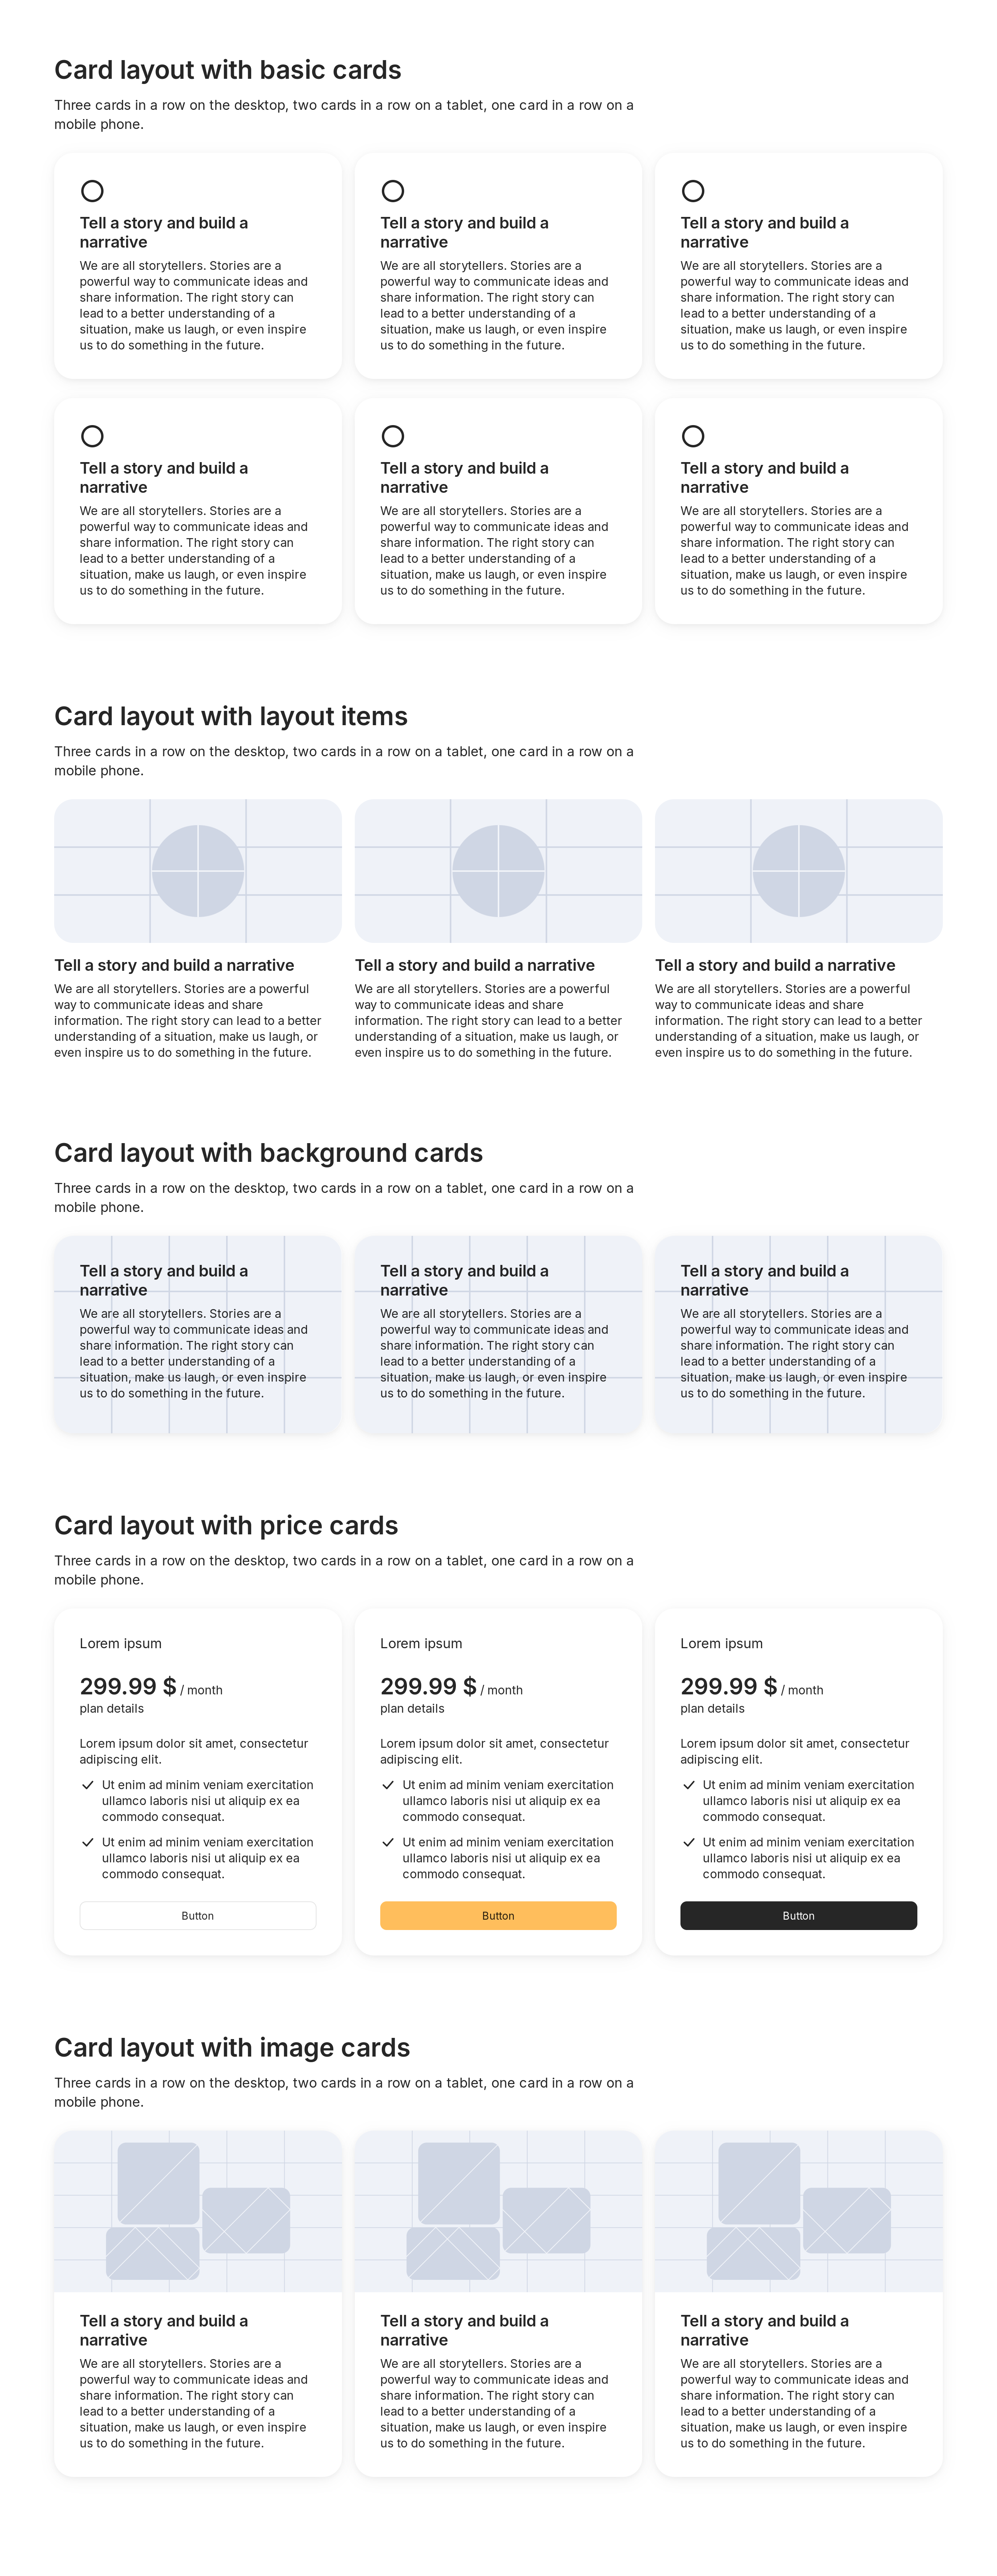 Card layout with basic cards
Three cards in a row on the desktop, two cards in a row on a tablet, one card in a row on a
mobile phone.
Tell a story and build a
narrative
We are all storytellers. Stories are a
powerful way to communicate ideas and
share information. The right story can
lead to a better understanding of a
situation, make us laugh, or even inspire
us to do something in the future.
Tell a story and build a
narrative
We are all storytellers. Stories are a
powerful way to communicate ideas and
share information. The right story can
lead to a better understanding of a
situation, make us laugh, or even inspire
us to do something in the future.
Tell a story and build a
narrative
We are all storytellers. Stories are a
powerful way to communicate ideas and
share information. The right story can
lead to a better understanding of a
situation, make us laugh, or even inspire
us to do something in the future.
Tell a story and build a
narrative
We are all storytellers. Stories are a
powerful way to communicate ideas and
share information. The right story can
lead to a better understanding of a
situation, make us laugh, or even inspire
us to do something in the future.
Tell a story and build a
narrative
We are all storytellers. Stories are a
powerful way to communicate ideas and
share information. The right story can
lead to a better understanding of a
situation, make us laugh, or even inspire
us to do something in the future.
Tell a story and build a
narrative
We are all storytellers. Stories are a
powerful way to communicate ideas and
share information. The right story can
lead to a better understanding of a
situation, make us laugh, or even inspire
us to do something in the future.
Card layout with layout items
Three cards in a row on the desktop, two cards in a row on a tablet, one card in a row on a
mobile phone.
Tell a story and build a narrative
We are all storytellers. Stories are a powerful
way to communicate ideas and share
information. The right story can lead to a better
understanding of a situation, make us laugh, or
even inspire us to do something in the future.
Tell a story and build a narrative
We are all storytellers. Stories are a powerful
way to communicate ideas and share
information. The right story can lead to a better
understanding of a situation, make us laugh, or
even inspire us to do something in the future.
Tell a story and build a narrative
We are all storytellers. Stories are a powerful
way to communicate ideas and share
information. The right story can lead to a better
understanding of a situation, make us laugh, or
even inspire us to do something in the future.
Card layout with background cards
Three cards in a row on the desktop, two cards in a row on a tablet, one card in a row on a
mobile phone.
Tell a story and build a
narrative
We are all storytellers. Stories are a
powerful way to communicate ideas and
share information. The right story can
lead to a better understanding of a
situation, make us laugh, or even inspire
us to do something in the future.
Tell a story and build a
narrative
We are all storytellers. Stories are a
powerful way to communicate ideas and
share information. The right story can
lead to a better understanding of a
situation, make us laugh, or even inspire
us to do something in the future.
Tell a story and build a
narrative
We are all storytellers. Stories are a
powerful way to communicate ideas and
share information. The right story can
lead to a better understanding of a
situation, make us laugh, or even inspire
us to do something in the future.
Card layout with price cards
Three cards in a row on the desktop, two cards in a row on a tablet, one card in a row on a
mobile phone.
Lorem ipsum
299.99 $ / month
plan details
Lorem ipsum dolor sit amet, consectetur
adipiscing elit.
Ut enim ad minim veniam exercitation
ullamco laboris nisi ut aliquip ex ea
commodo consequat.
Ut enim ad minim veniam exercitation
ullamco laboris nisi ut aliquip ex ea
commodo consequat.
Button
Lorem ipsum
299.99 $ / month
plan details
Lorem ipsum dolor sit amet, consectetur
adipiscing elit.
Ut enim ad minim veniam exercitation
ullamco laboris nisi ut aliquip ex ea
commodo consequat.
Ut enim ad minim veniam exercitation
ullamco laboris nisi ut aliquip ex ea
commodo consequat.
Button
Lorem ipsum
299.99 $ / month
plan details
Lorem ipsum dolor sit amet, consectetur
adipiscing elit.
Ut enim ad minim veniam exercitation
ullamco laboris nisi ut aliquip ex ea
commodo consequat.
Ut enim ad minim veniam exercitation
ullamco laboris nisi ut aliquip ex ea
commodo consequat.
Button
Card layout with image cards
Three cards in a row on the desktop, two cards in a row on a tablet, one card in a row on a
mobile phone.
Tell a story and build a
narrative
We are all storytellers. Stories are a
powerful way to communicate ideas and
share information. The right story can
lead to a better understanding of a
situation, make us laugh, or even inspire
us to do something in the future.
Tell a story and build a
narrative
We are all storytellers. Stories are a
powerful way to communicate ideas and
share information. The right story can
lead to a better understanding of a
situation, make us laugh, or even inspire
us to do something in the future.
Tell a story and build a
narrative
We are all storytellers. Stories are a
powerful way to communicate ideas and
share information. The right story can
lead to a better understanding of a
situation, make us laugh, or even inspire
us to do something in the future.